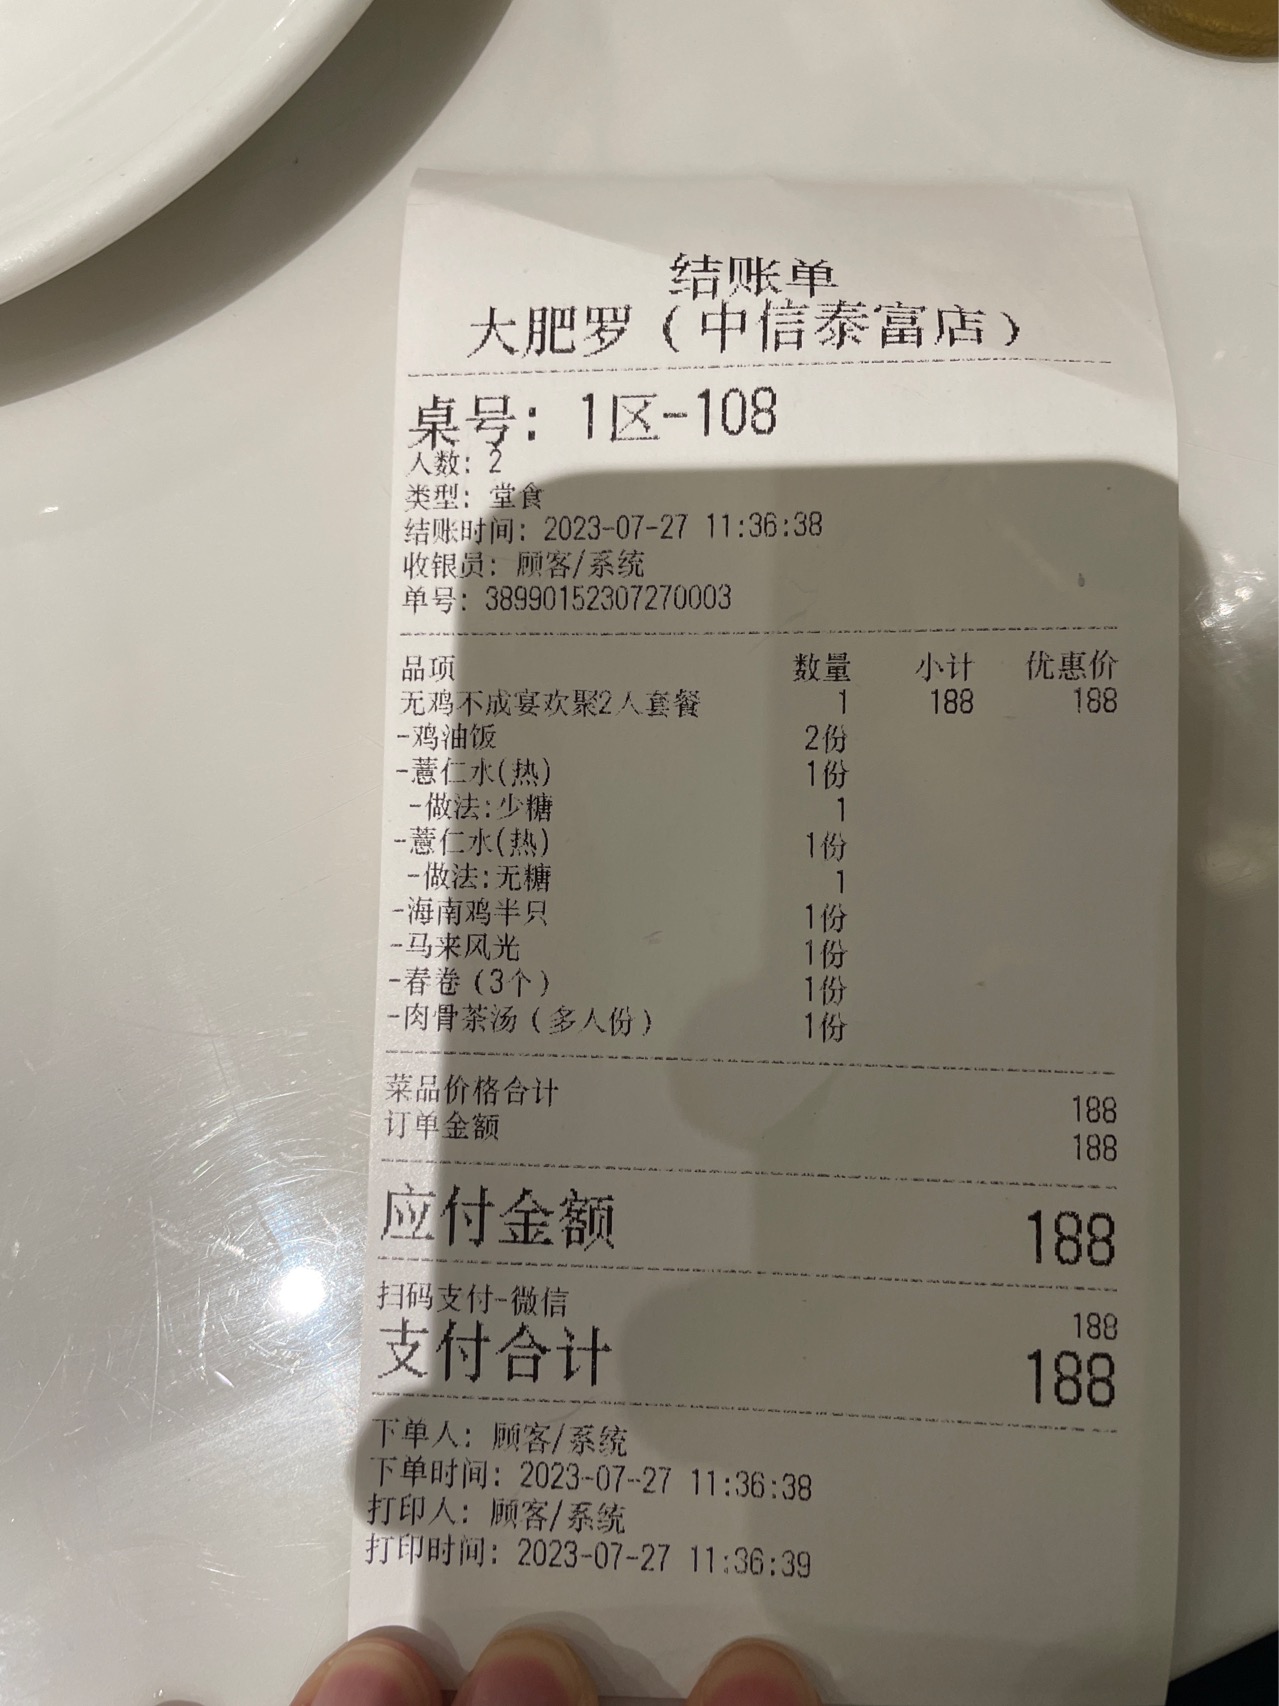 结账单
大肥罗（中信泰富店）
桌号：1区-108
人数：2
类型：堂食
结账时间：2023-07-27 11:36:38
收银员：顾客/系统
单号：38990152307270003
品项 数量 小计 优惠价
无鸡不成宴欢聚2人套餐 1 188 188
-鸡油饭 2份
-薏仁水(热) 1份
-做法:少糖 1
-薏仁水(热) 1份
-做法:无糖 1
-海南鸡半只 1份
-马来风光 1份
-春卷（3个） 1份
-肉骨茶汤（多人份） 1份
菜品价格合计 188
订单金额 188
应付金额 188
扫码支付-微信 188
支付合计 188
下单人：顾客/系统
下单时间：2023-07-27 11:36:38
打印人：顾客/系统
打印时间：2023-07-27 11:36:39